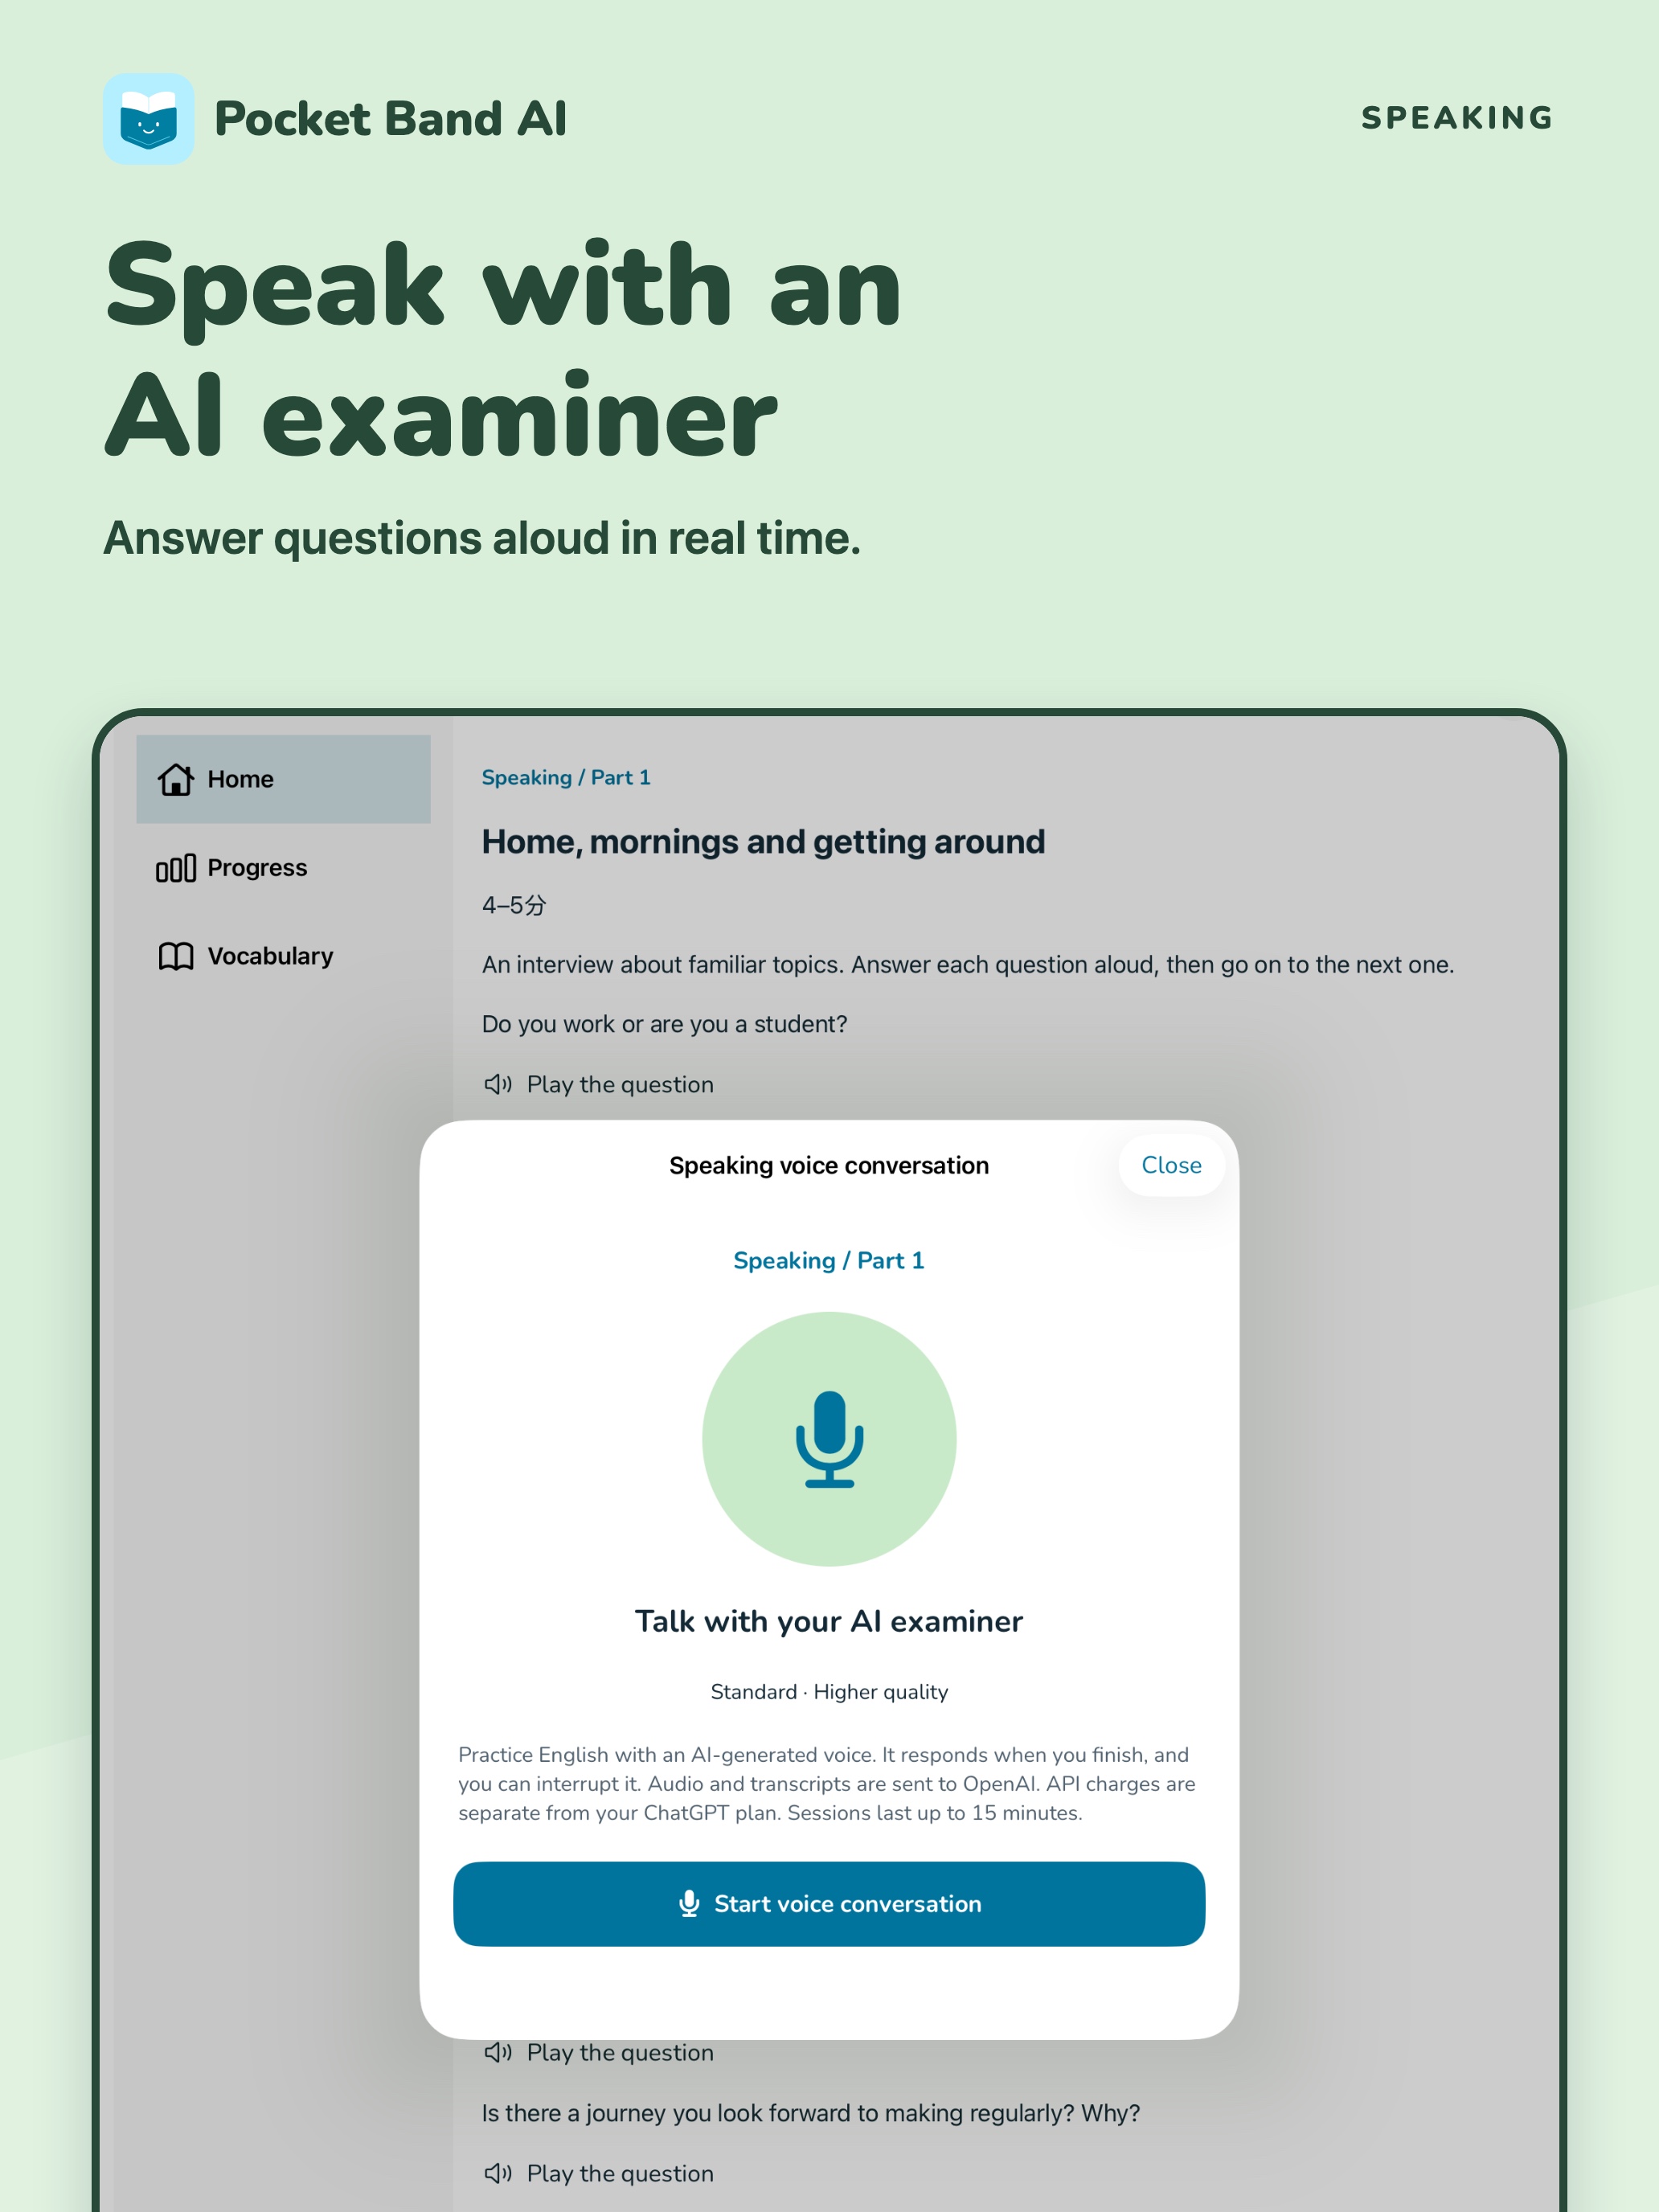 Pocket Band AI
SPEAKING
Speak with an
AI examiner
Answer questions aloud in real time.
Home
Progress
Vocabulary
Speaking / Part 1
Home, mornings and getting around
4–5分
An interview about familiar topics. Answer each question aloud, then go on to the next one.
Do you work or are you a student?
Play the question
Speaking voice conversation
Close
Speaking / Part 1
Talk with your AI examiner
Standard · Higher quality
Practice English with an AI-generated voice. It responds when you finish, and
you can interrupt it. Audio and transcripts are sent to OpenAI. API charges are
separate from your ChatGPT plan. Sessions last up to 15 minutes.
Start voice conversation
Play the question
Is there a journey you look forward to making regularly? Why?
Play the question